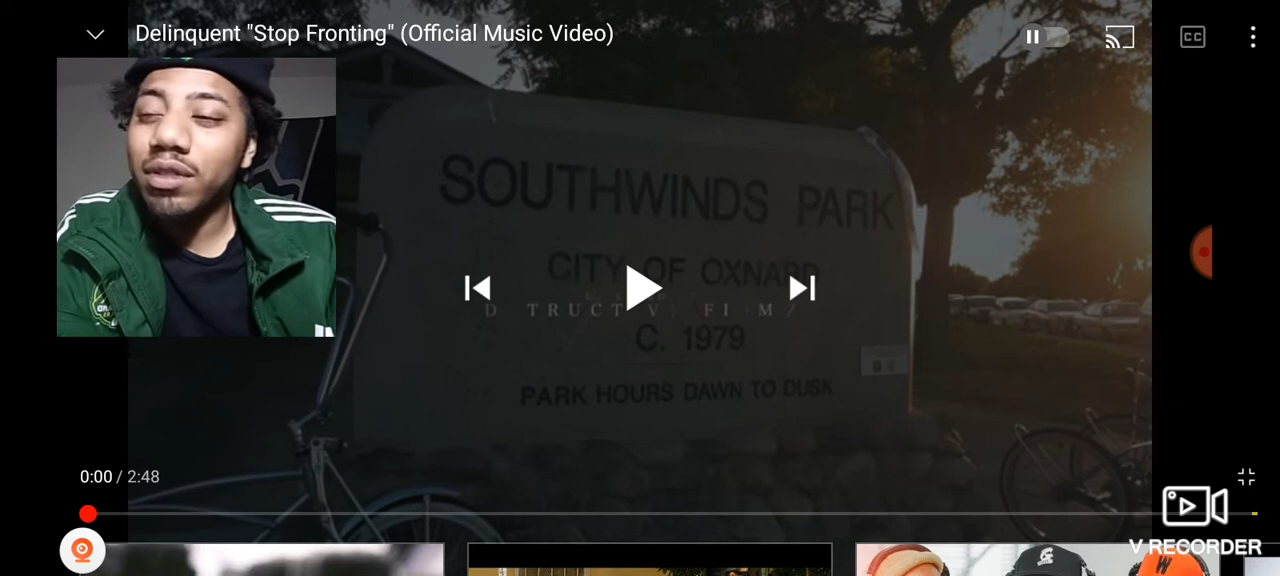 Delinquent "Stop Fronting" (Official Music Video)
CC
SOUTHWINDS PARK
CITY OF OXNARD
C. 1979
PARK HOURS DAWN TO DUSK
0:00 / 2:48
V RECORDER